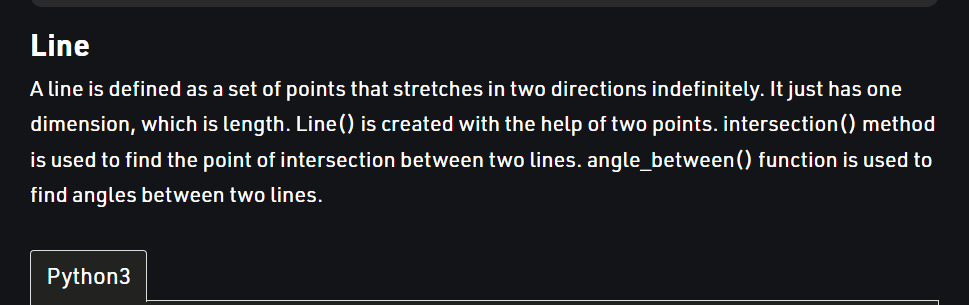 Line
A line is defined as a set of points that stretches in two directions indefinitely. It just has one
dimension, which is length. Line() is created with the help of two points. intersection() method
is used to find the point of intersection between two lines. angle_between() function is used to
find angles between two lines.
Python3